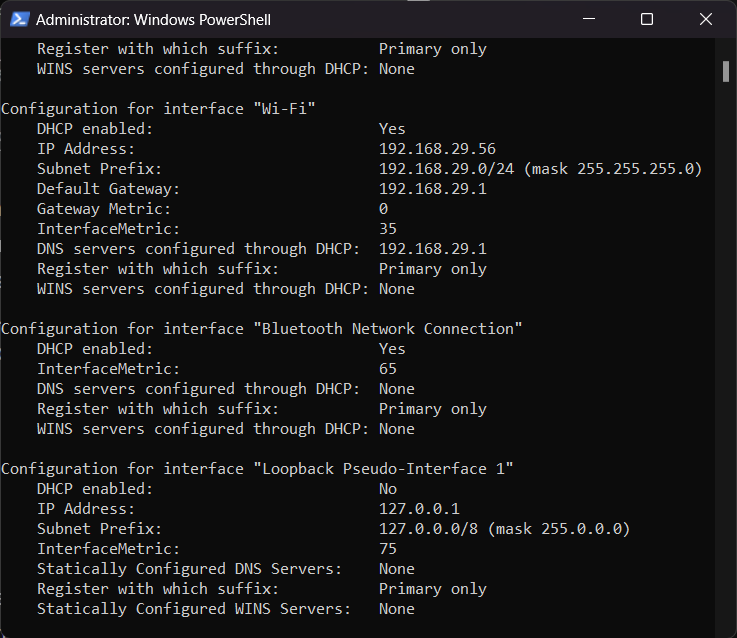 Administrator: Windows PowerShell
Register with which suffix: Primary only
WINS servers configured through DHCP: None
Configuration for interface "Wi-Fi"
DHCP enabled: Yes
IP Address: 192.168.29.56
Subnet Prefix: 192.168.29.0/24 (mask 255.255.255.0)
Default Gateway: 192.168.29.1
Gateway Metric: 0
InterfaceMetric: 35
DNS servers configured through DHCP: 192.168.29.1
Register with which suffix: Primary only
WINS servers configured through DHCP: None
Configuration for interface "Bluetooth Network Connection"
DHCP enabled: Yes
InterfaceMetric: 65
DNS servers configured through DHCP: None
Register with which suffix: Primary only
WINS servers configured through DHCP: None
Configuration for interface "Loopback Pseudo-Interface 1"
DHCP enabled: No
IP Address: 127.0.0.1
Subnet Prefix: 127.0.0.0/8 (mask 255.0.0.0)
InterfaceMetric: 75
Statically Configured DNS Servers: None
Register with which suffix: Primary only
Statically Configured WINS Servers: None